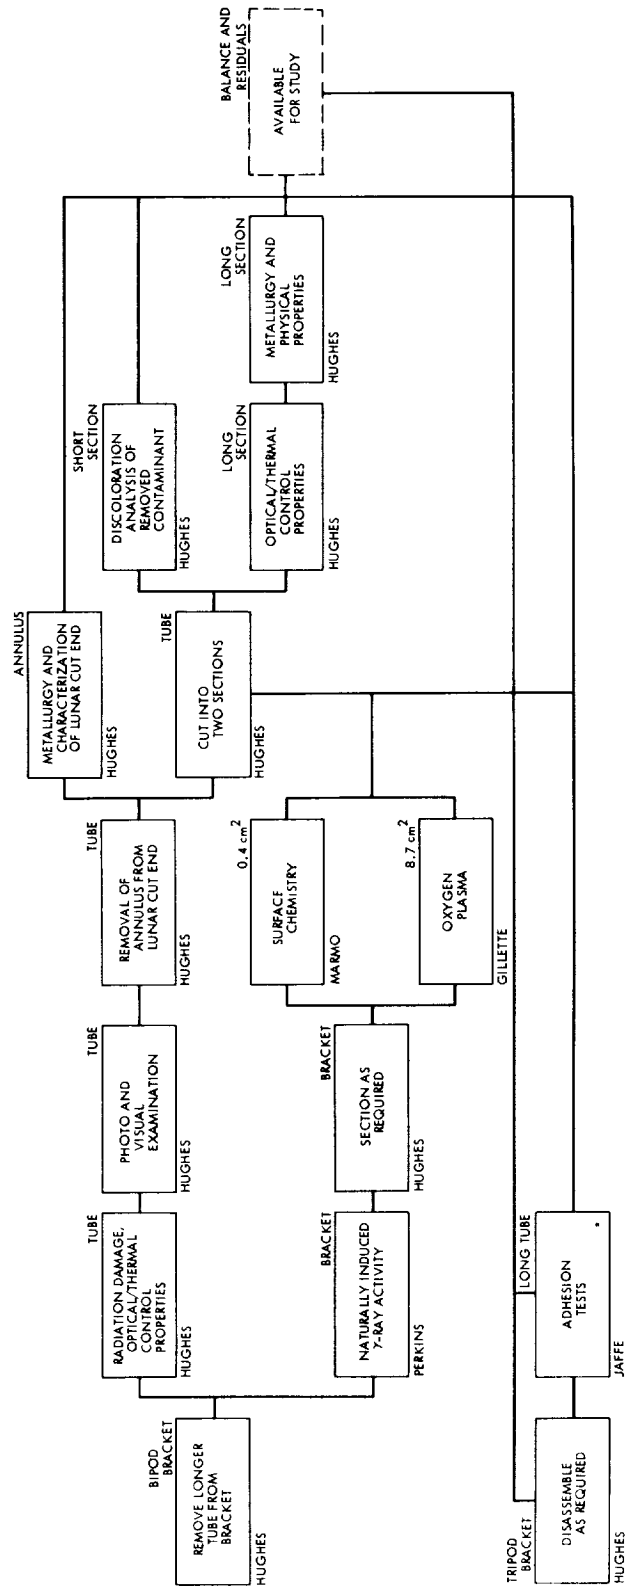 BIPOD
BRACKET
REMOVE LONGER
TUBE FROM
BRACKET
HUGHES
TUBE
RADIATION DAMAGE,
OPTICAL/THERMAL
CONTROL
PROPERTIES
HUGHES
TUBE
PHOTO AND
VISUAL
EXAMINATION
HUGHES
TUBE
REMOVAL OF
ANNULUS FROM
LUNAR CUT END
HUGHES
ANNULUS
METALLURGY AND
CHARACTERIZATION
OF LUNAR CUT END
HUGHES
TUBE
CUT INTO
TWO SECTIONS
HUGHES
SHORT
SECTION
DISCOLORATION
ANALYSIS OF
REMOVED
CONTAMINANT
HUGHES
LONG
SECTION
OPTICAL/THERMAL
CONTROL
PROPERTIES
HUGHES
LONG
SECTION
METALLURGY AND
PHYSICAL
PROPERTIES
HUGHES
BALANCE AND
RESIDUALS
AVAILABLE
FOR STUDY
BRACKET
NATURALLY INDUCED
γ-RAY ACTIVITY
PERKINS
BRACKET
SECTION AS
REQUIRED
HUGHES
0.4 cm²
SURFACE
CHEMISTRY
MARMO
8.7 cm²
OXYGEN
PLASMA
GILLETTE
TRIPOD
BRACKET
DISASSEMBLE
AS REQUIRED
HUGHES
LONG TUBE
ADHESION
TESTS
*
JAFFE